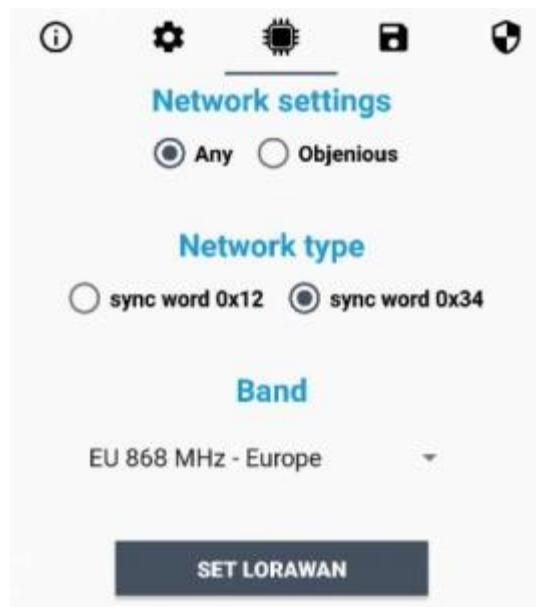 Network settings
Any Objenious
Network type
sync word 0x12 sync word 0x34
Band
EU 868 MHz - Europe
SET LORAWAN